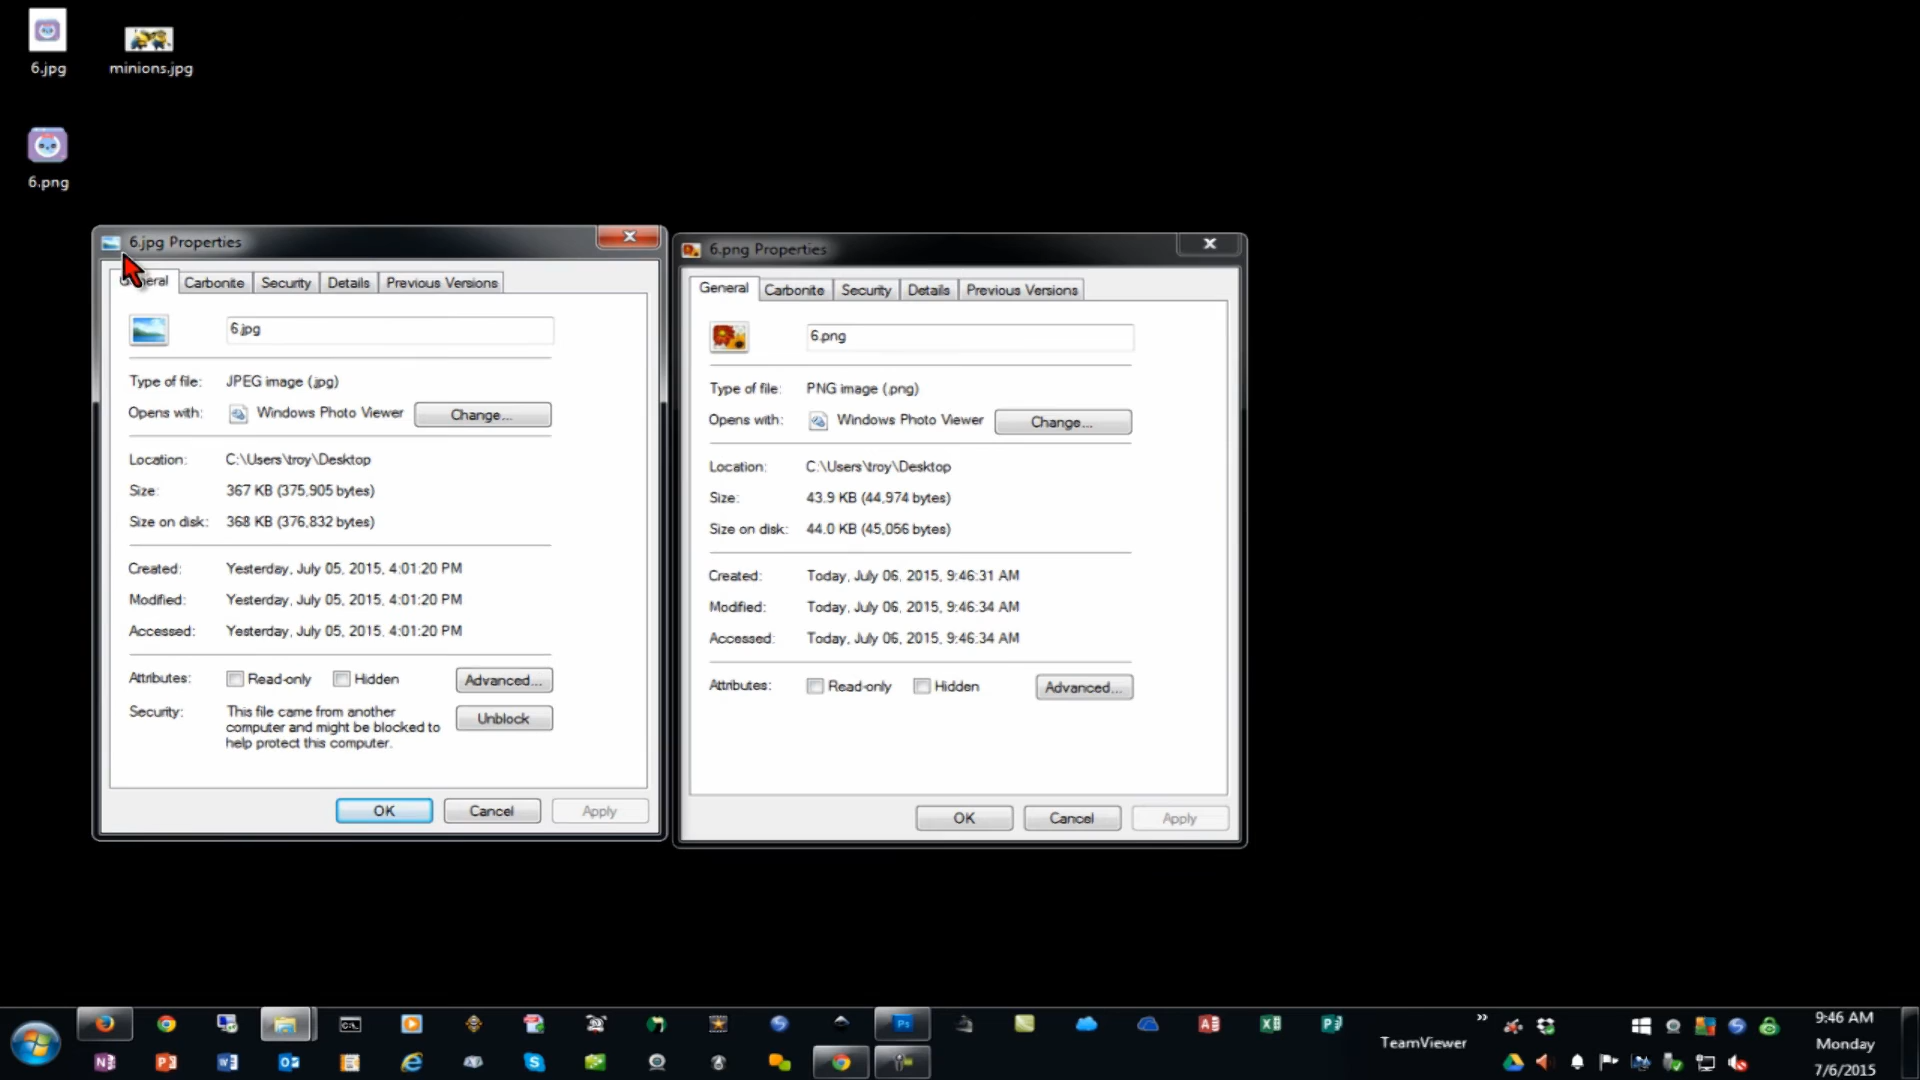 6.jpg
minions.jpg
6.png
6.jpg Properties
General Carbonite Security Details Previous Versions
6.jpg
Type of file: JPEG image (.jpg)
Opens with: Windows Photo Viewer Change...
Location: C:\Users\troy\Desktop
Size: 367 KB (375,905 bytes)
Size on disk: 368 KB (376,832 bytes)
Created: Yesterday, July 05, 2015, 4:01:20 PM
Modified: Yesterday, July 05, 2015, 4:01:20 PM
Accessed: Yesterday, July 05, 2015, 4:01:20 PM
Attributes: Read-only Hidden Advanced...
Security: This file came from another
computer and might be blocked to
help protect this computer.
Unblock
OK Cancel Apply
6.png Properties
General Carbonite Security Details Previous Versions
6.png
Type of file: PNG image (.png)
Opens with: Windows Photo Viewer Change...
Location: C:\Users\troy\Desktop
Size: 43.9 KB (44,974 bytes)
Size on disk: 44.0 KB (45,056 bytes)
Created: Today, July 06, 2015, 9:46:31 AM
Modified: Today, July 06, 2015, 9:46:34 AM
Accessed: Today, July 06, 2015, 9:46:34 AM
Attributes: Read-only Hidden Advanced...
OK Cancel Apply
TeamViewer
9:46 AM
Monday
7/6/2015